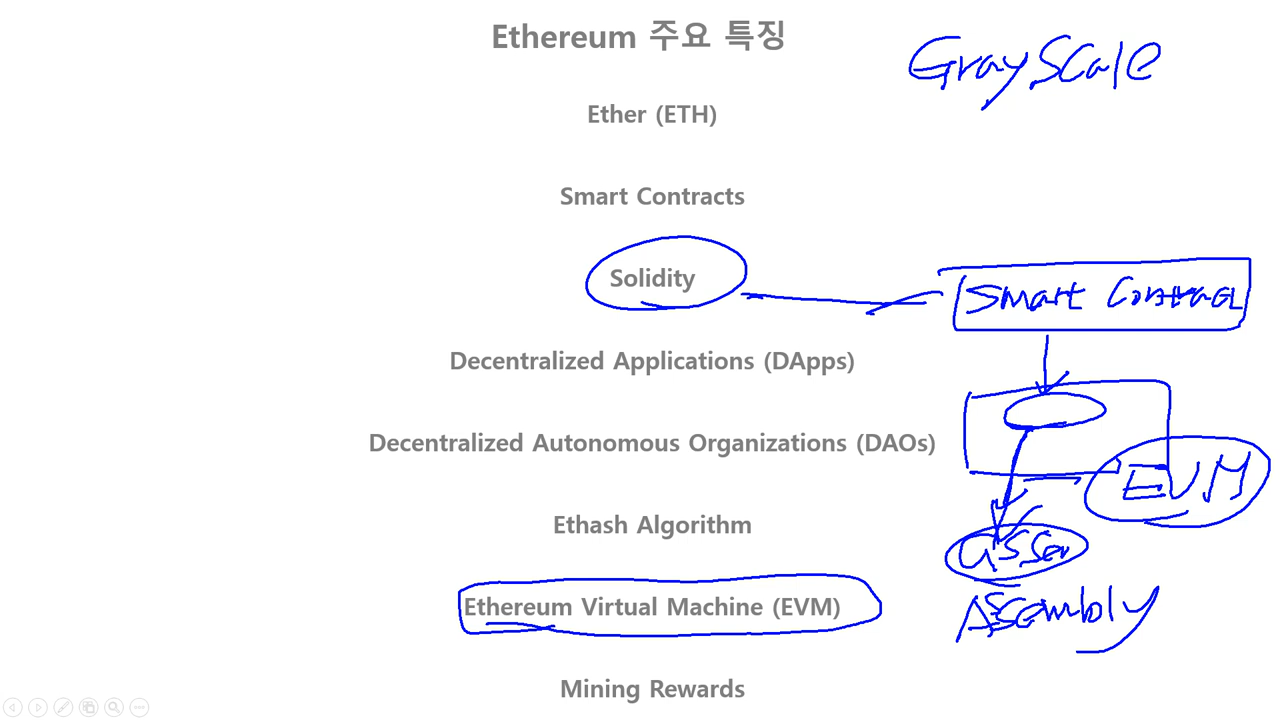 Ethereum 주요 특징
GrayScale
Ether (ETH)
Smart Contracts
Solidity
Smart Contract
Decentralized Applications (DApps)
Decentralized Autonomous Organizations (DAOs)
EVM
Ethash Algorithm
Ethereum Virtual Machine (EVM)
ASSembly
Mining Rewards